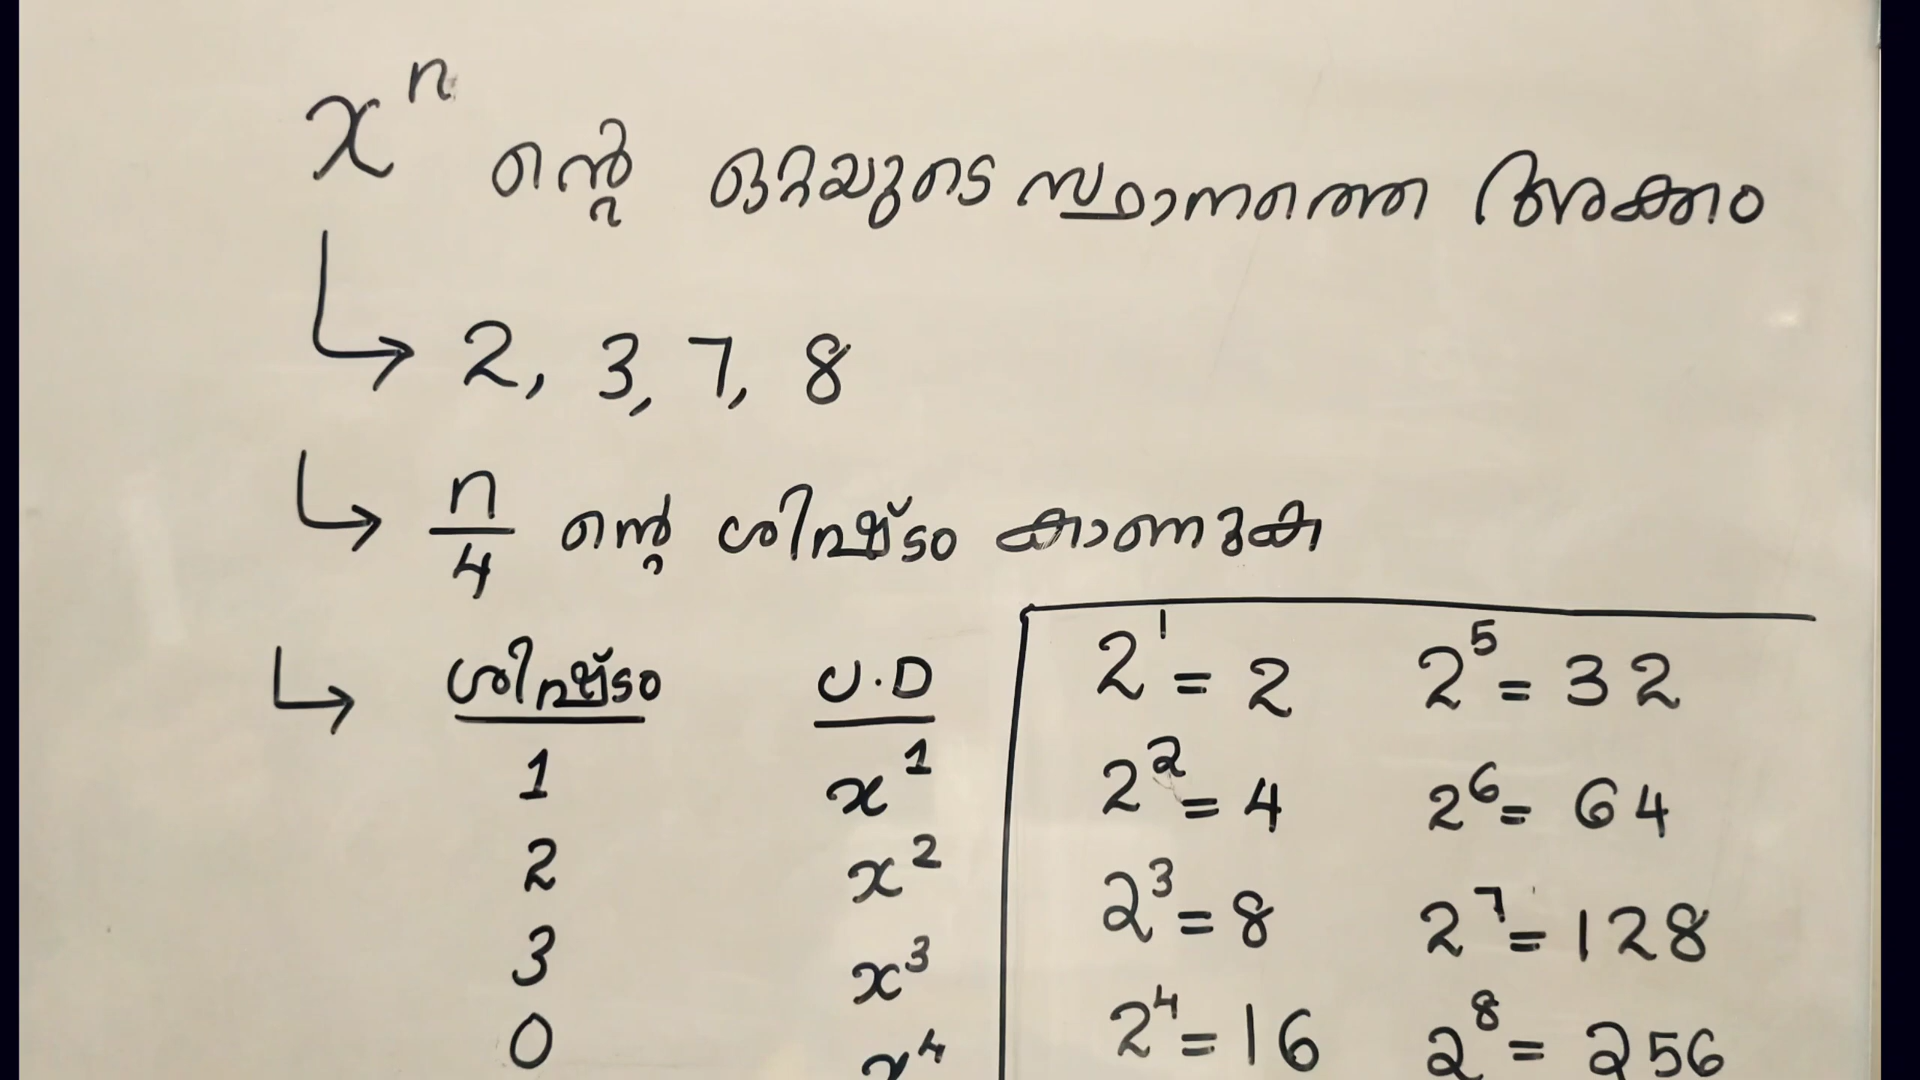 xⁿ ന്റെ ഒറ്റയുടെ സ്ഥാനത്തെ അക്കം
2, 3, 7, 8
n/4 ന്റെ ശിഷ്ടം കാണുക
ശിഷ്ടം U.D
1 x¹
2 x²
3 x³
0 x⁴
2¹ = 2 2⁵ = 32
2² = 4 2⁶ = 64
2³ = 8 2⁷ = 128
2⁴ = 16 2⁸ = 256